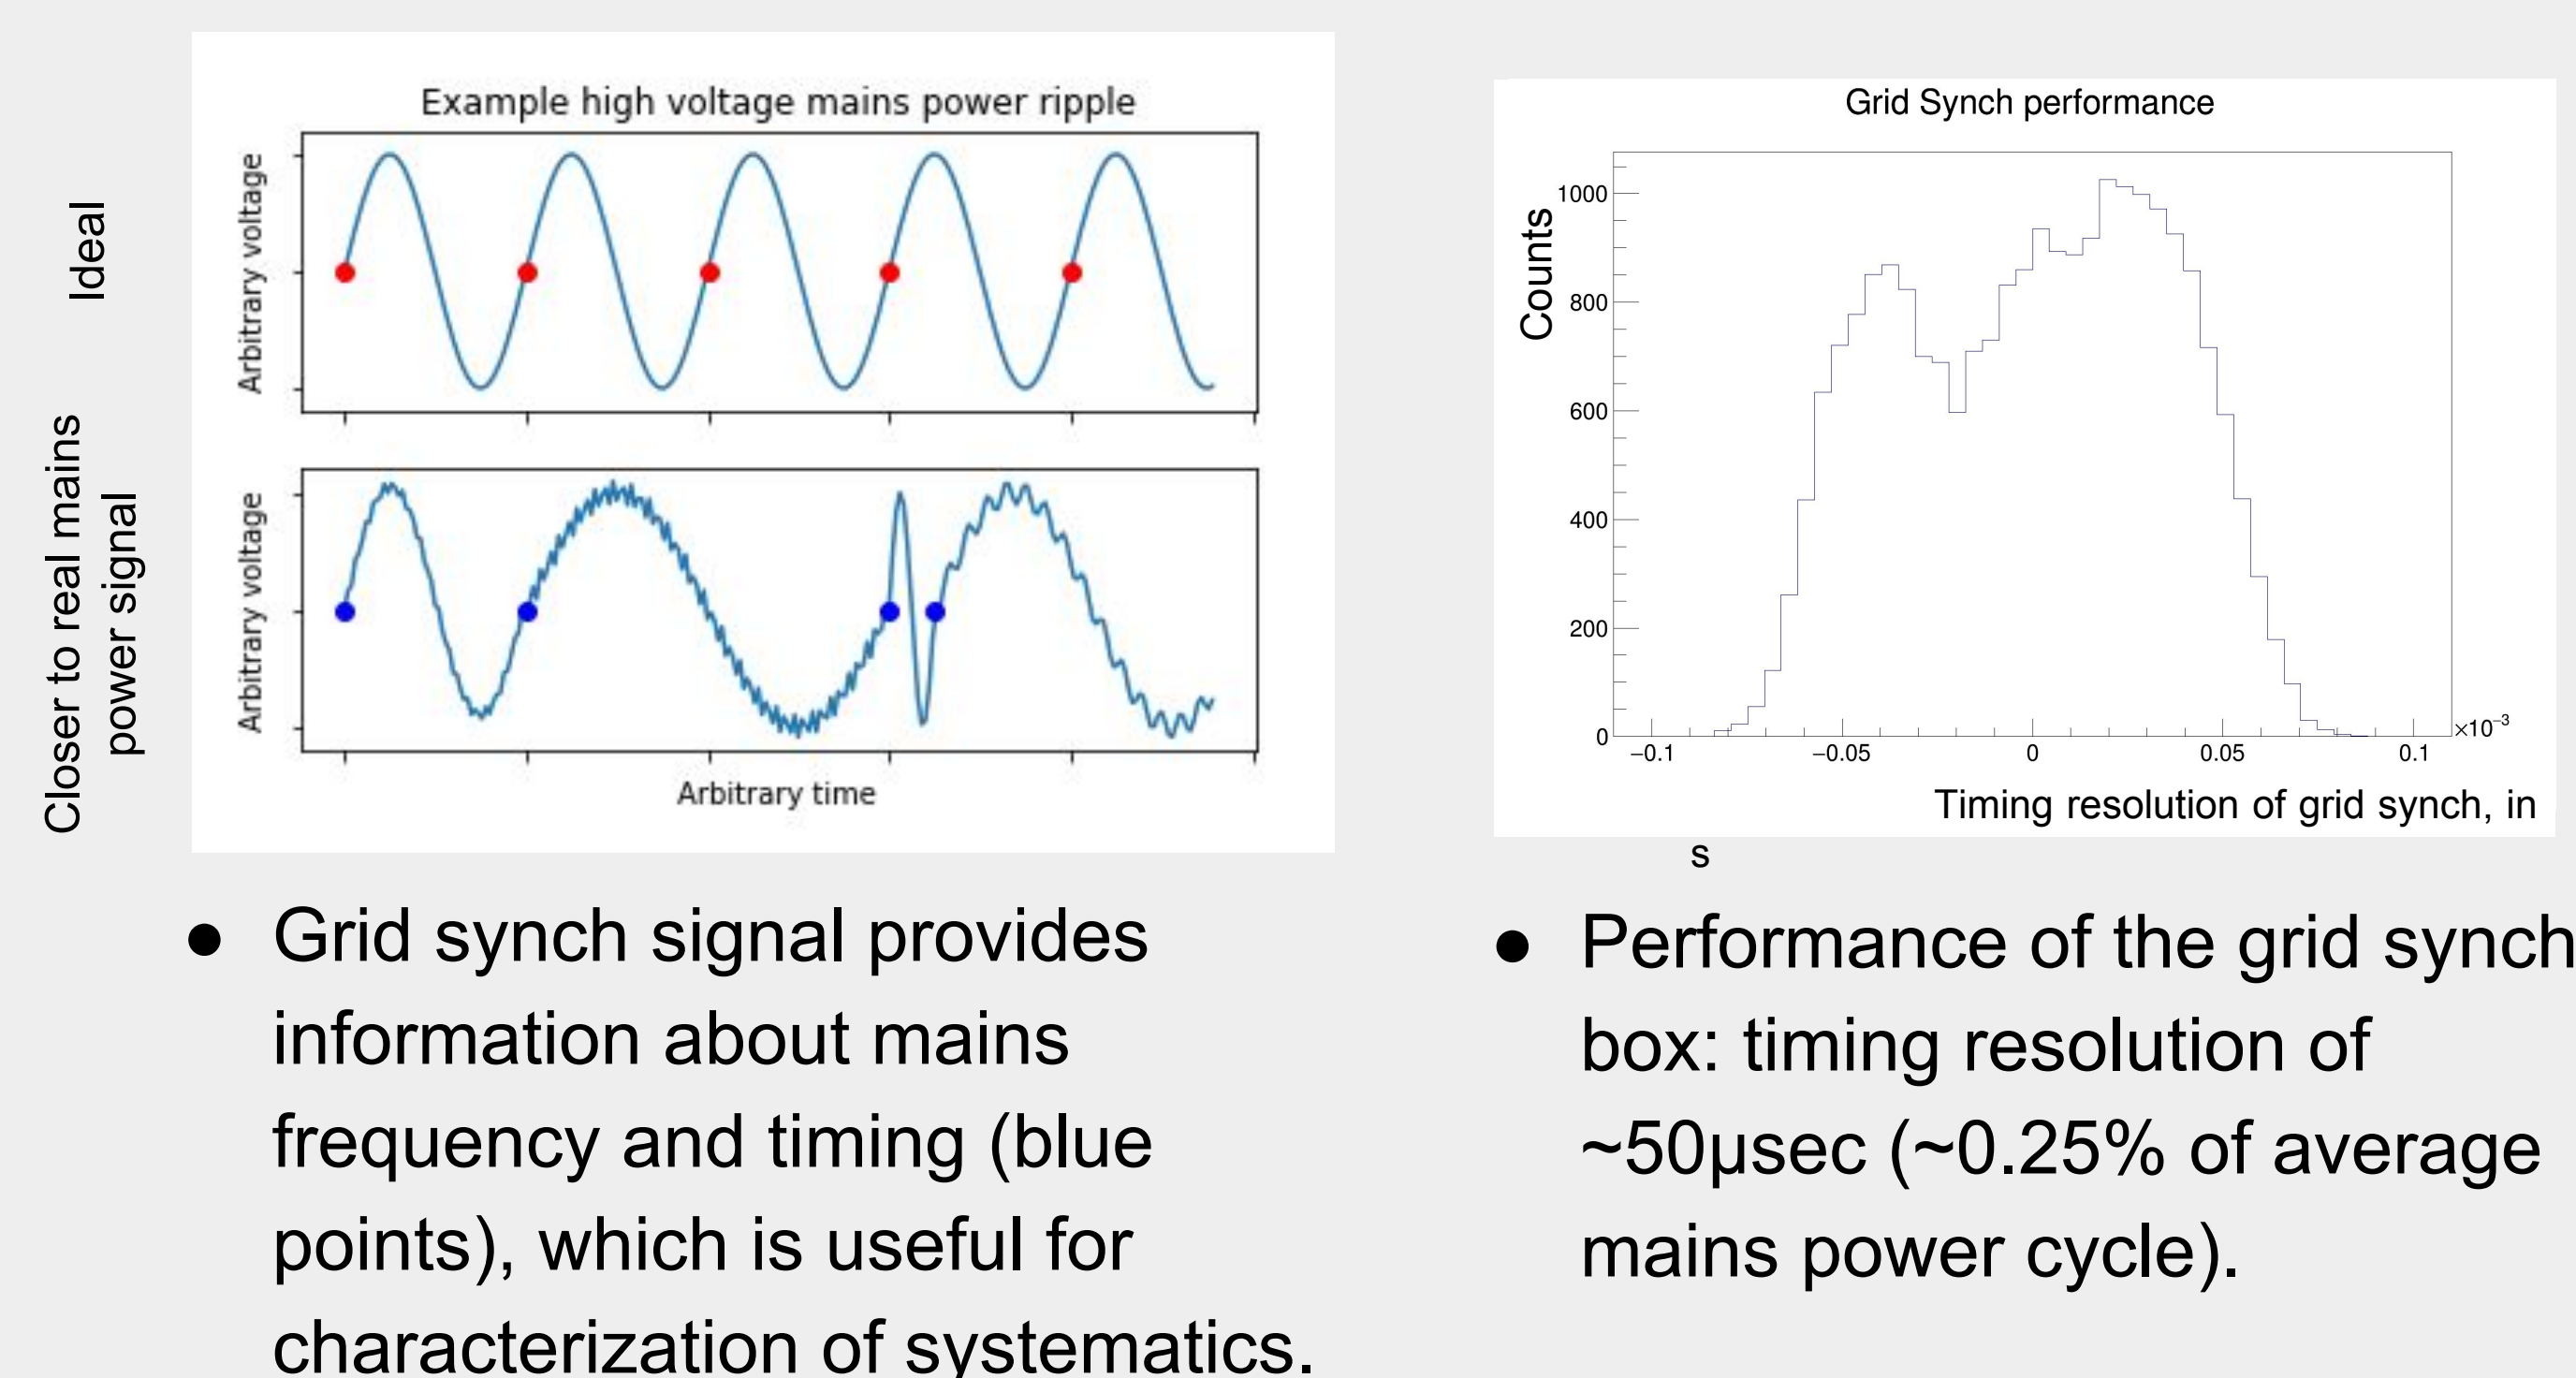 Ideal
Closer to real mains
power signal
Example high voltage mains power ripple
Arbitrary voltage
Arbitrary voltage
Arbitrary time
● Grid synch signal provides
information about mains
frequency and timing (blue
points), which is useful for
characterization of systematics.
Grid Synch performance
Counts
1000
800
600
400
200
0
−0.1 −0.05 0 0.05 0.1
×10⁻³
Timing resolution of grid synch, in
s
● Performance of the grid synch
box: timing resolution of
~50μsec (~0.25% of average
mains power cycle).